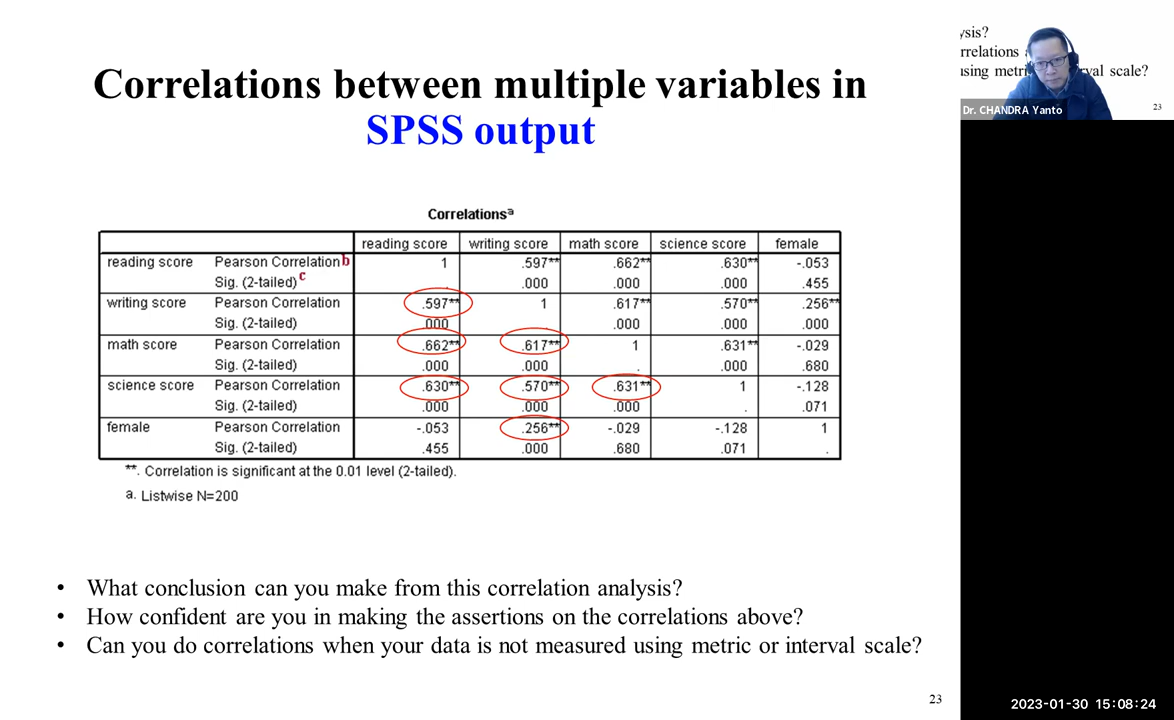 Correlations between multiple variables in
SPSS output
Correlationsa
reading score writing score math score science score female
reading score Pearson Correlation b 1 .597** .662** .630** -.053
Sig. (2-tailed) c . .000 .000 .000 .455
writing score Pearson Correlation .597** 1 .617** .570** .256**
Sig. (2-tailed) .000 . .000 .000 .000
math score Pearson Correlation .662** .617** 1 .631** -.029
Sig. (2-tailed) .000 .000 . .000 .680
science score Pearson Correlation .630** .570** .631** 1 -.128
Sig. (2-tailed) .000 .000 .000 . .071
female Pearson Correlation -.053 .256** -.029 -.128 1
Sig. (2-tailed) .455 .000 .680 .071 .
**. Correlation is significant at the 0.01 level (2-tailed).
a. Listwise N=200
• What conclusion can you make from this correlation analysis?
• How confident are you in making the assertions on the correlations above?
• Can you do correlations when your data is not measured using metric or interval scale?
23
ysis?
rrelations
using metri rval scale?
23
Dr. CHANDRA Yanto
2023-01-30 15:08:24